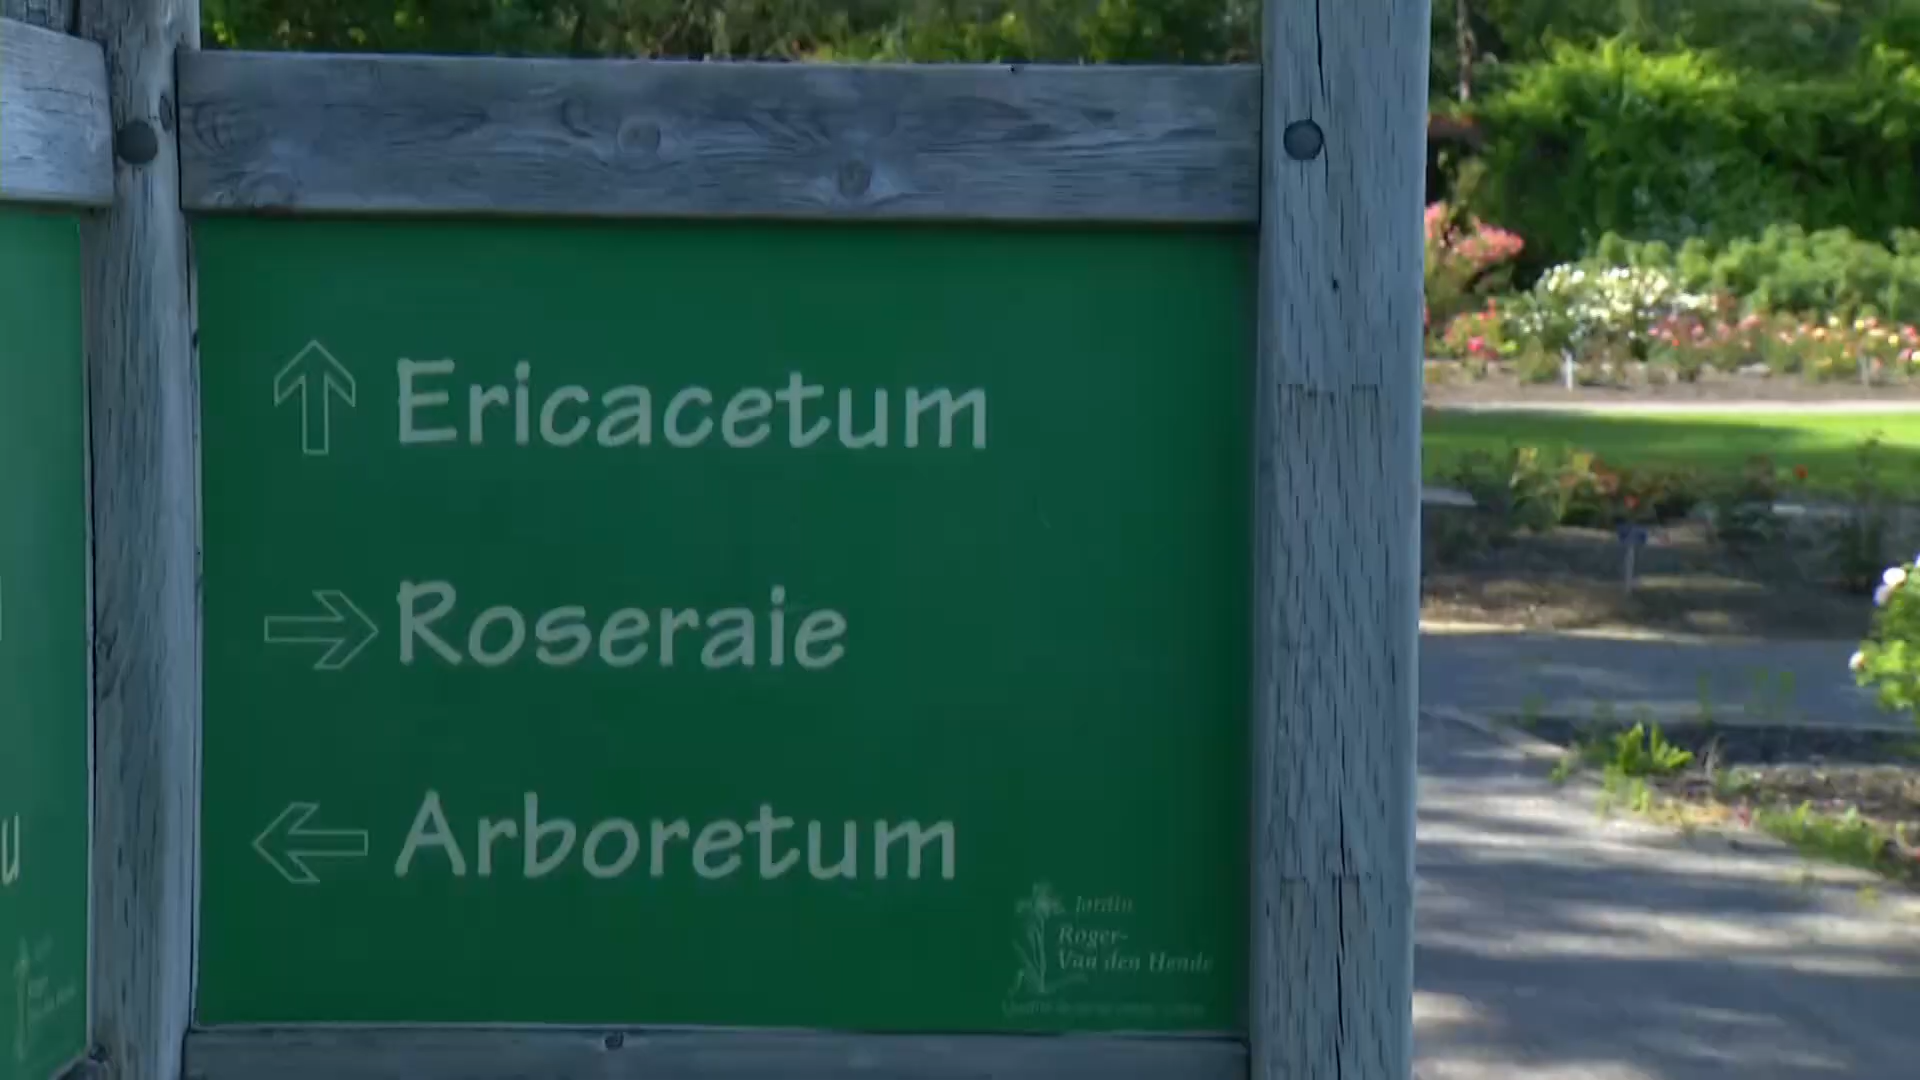 Ericacetum
Roseraie
Arboretum
Jardin
Roger-
Van den Hende
u